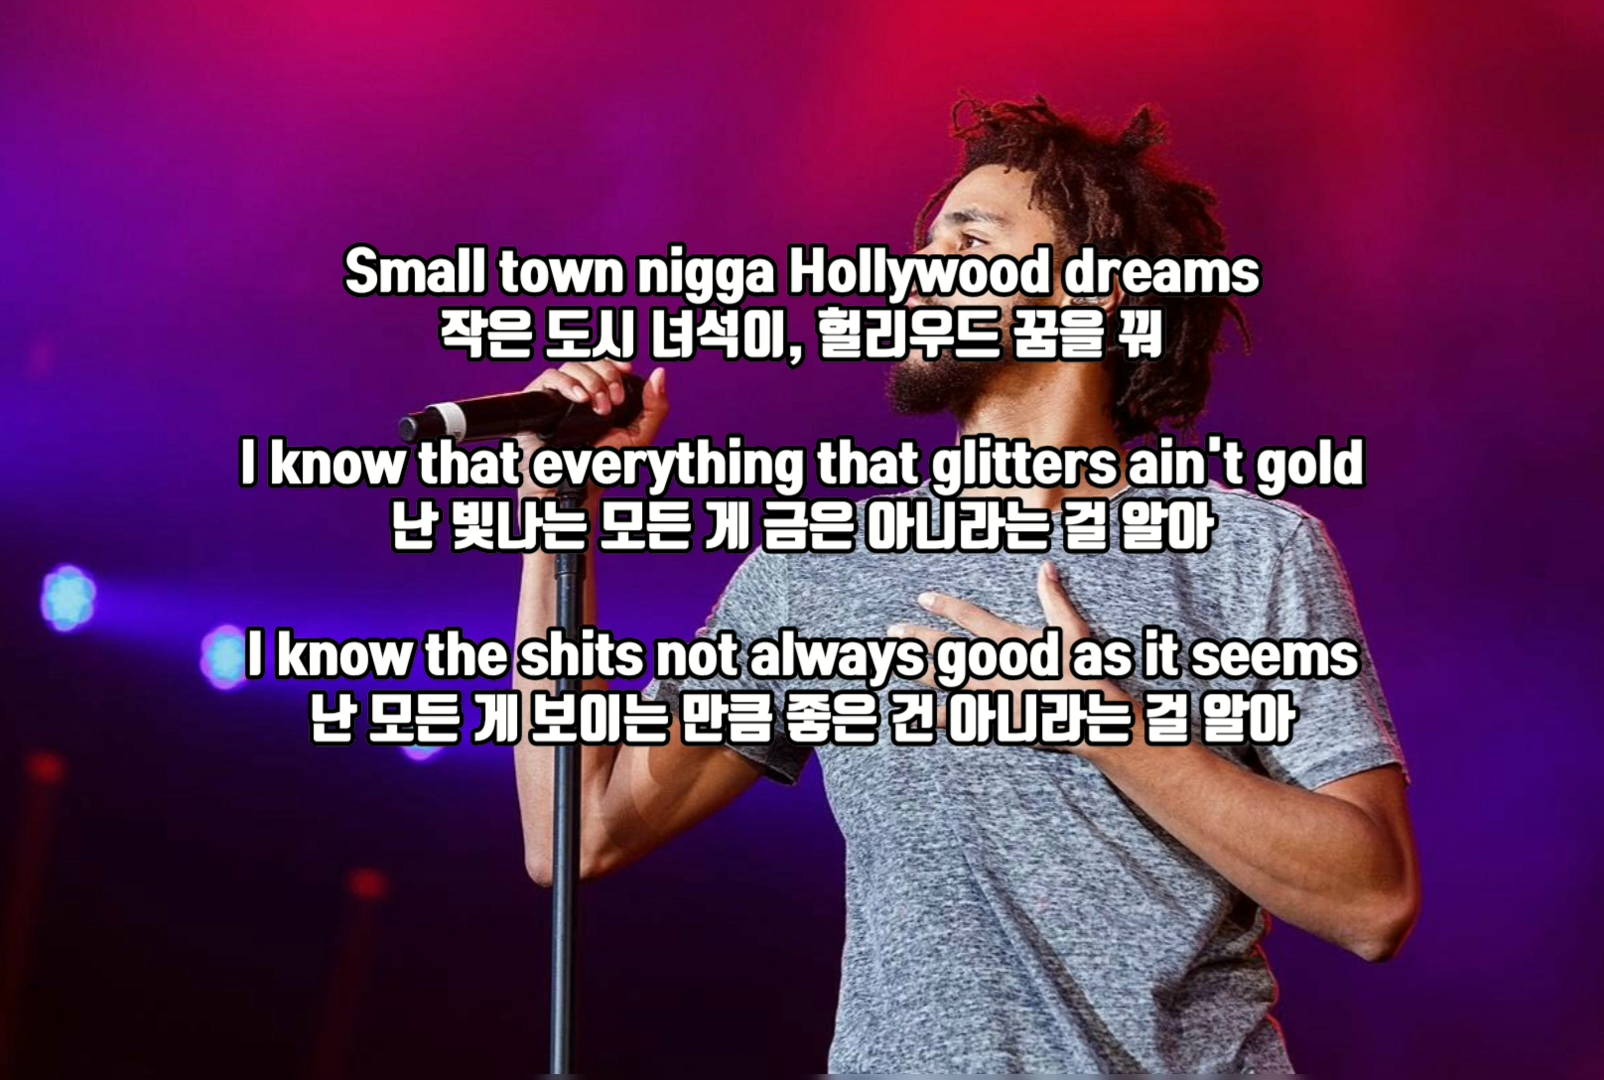 Small town nigga Hollywood dreams
작은 도시 녀석이, 헐리우드 꿈을 꿔
I know that everything that glitters ain't gold
난 빛나는 모든 게 금은 아니라는 걸 알아
I know the shits not always good as it seems
난 모든 게 보이는 만큼 좋은 건 아니라는 걸 알아